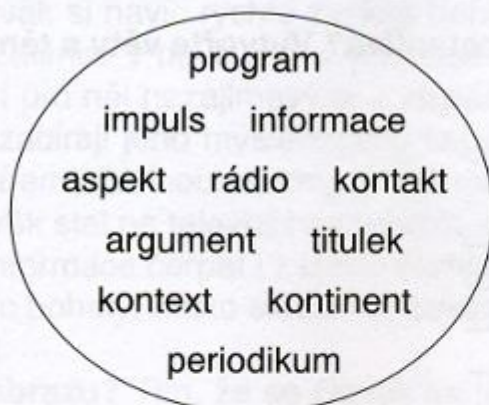 program
impuls informace
aspekt rádio kontakt
argument titulek
kontext kontinent
periodikum